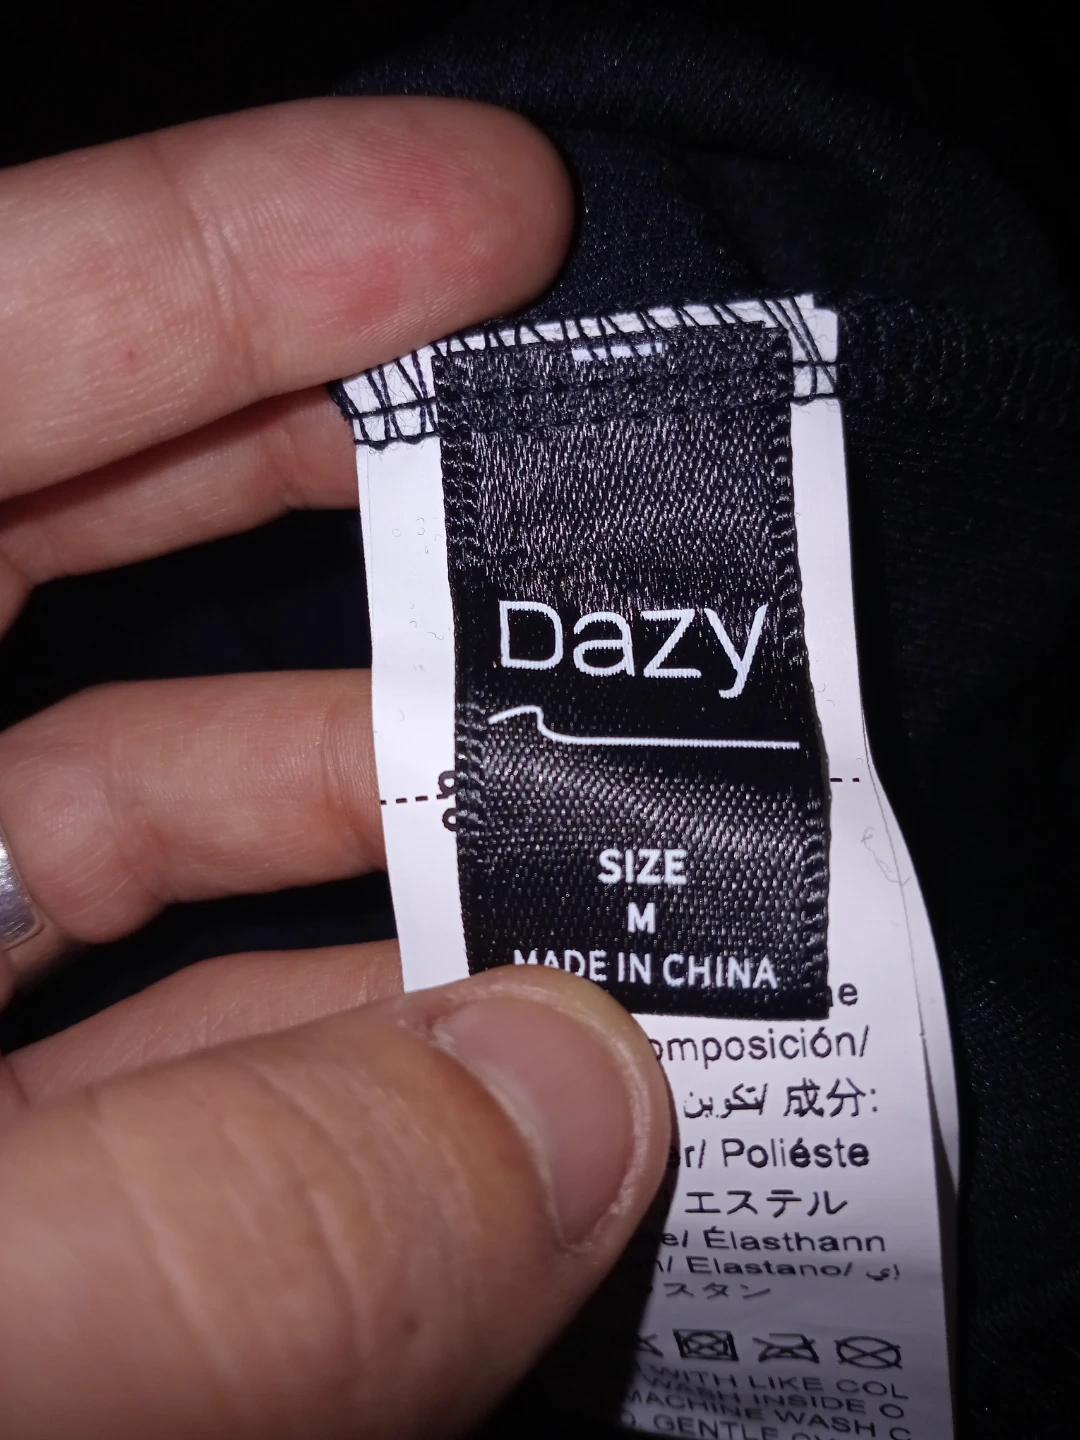 Dazy
SIZE
M
MADE IN CHINA
omposición/
تكوين/ 成分:
r/ Poliéste
エステル
e/ Élasthann
/ Elastano/
スタン
WITH LIKE COL
WASH INSIDE O
MACHINE WASH C
GENTLE